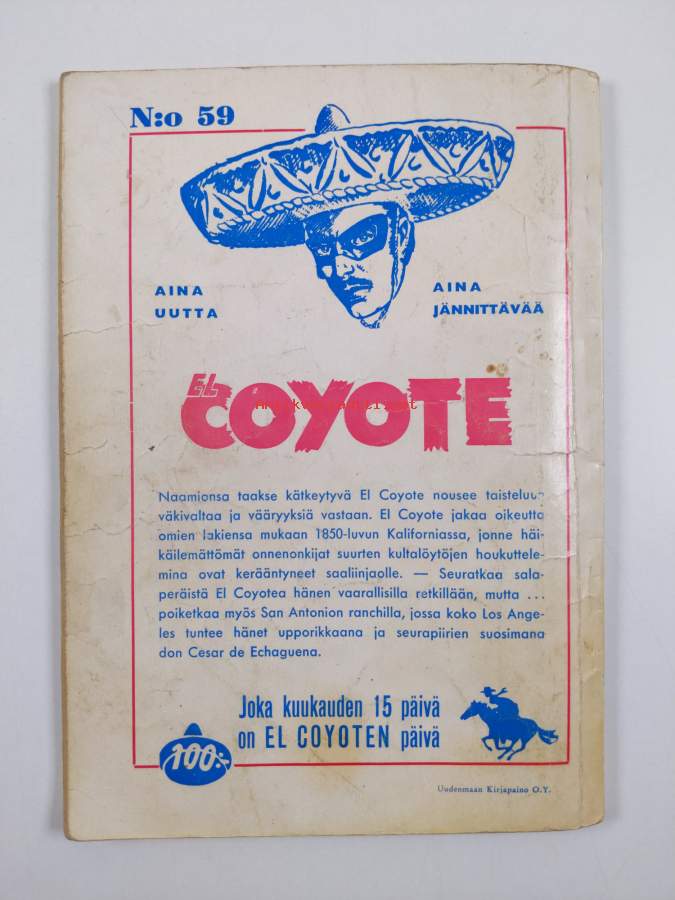 N:o 59
AINA
UUTTA
AINA
JÄNNITTÄVÄÄ
EL
COYOTE
Naamionsa taakse kätkeytyvä El Coyote nousee taisteluun
väkivaltaa ja vääryyksiä vastaan. El Coyote jakaa oikeutta
omien lakiensa mukaan 1850-luvun Kaliforniassa, jonne häi-
käilemättömät onnenonkijat suurten kultalöytöjen houkuttele-
mina ovat kerääntyneet saaliinjaolle. — Seuratkaa sala-
peräistä El Coyotea hänen vaarallisilla retkillään, mutta ...
poiketkaa myös San Antonion ranchilla, jossa koko Los Ange-
les tuntee hänet upporikkaana ja seurapiirien suosimana
don Cesar de Echaguena.
Joka kuukauden 15 päivä
on EL COYOTEN päivä
100:-
Uudenmaan Kirjapaino O.Y.